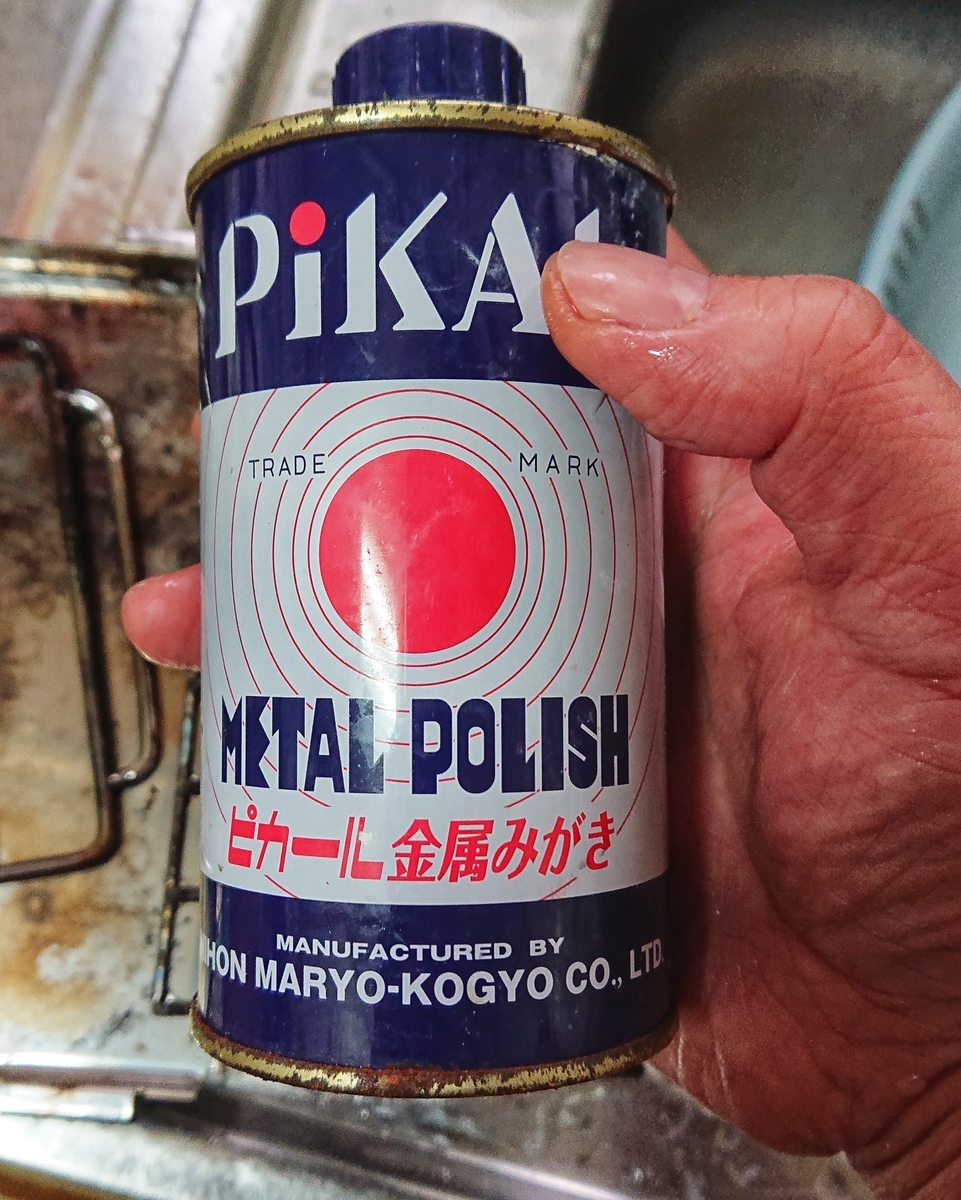 PiKA
TRADE MARK
METAL POLISH
ピカール金属みがき
MANUFACTURED BY
HON MARYO-KOGYO CO., LTD.